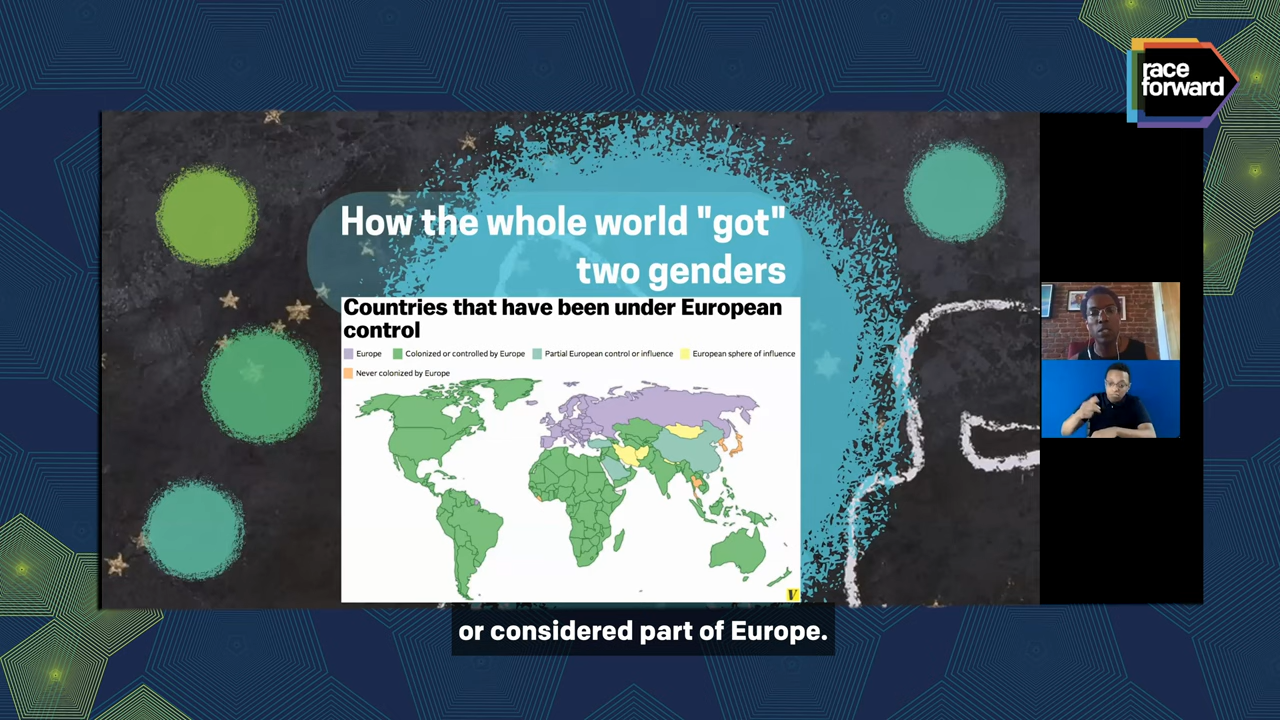 race
forward
How the whole world "got"
two genders
Countries that have been under European
control
Europe
Colonized or controlled by Europe
Partial European control or influence
European sphere of influence
Never colonized by Europe
V
or considered part of Europe.